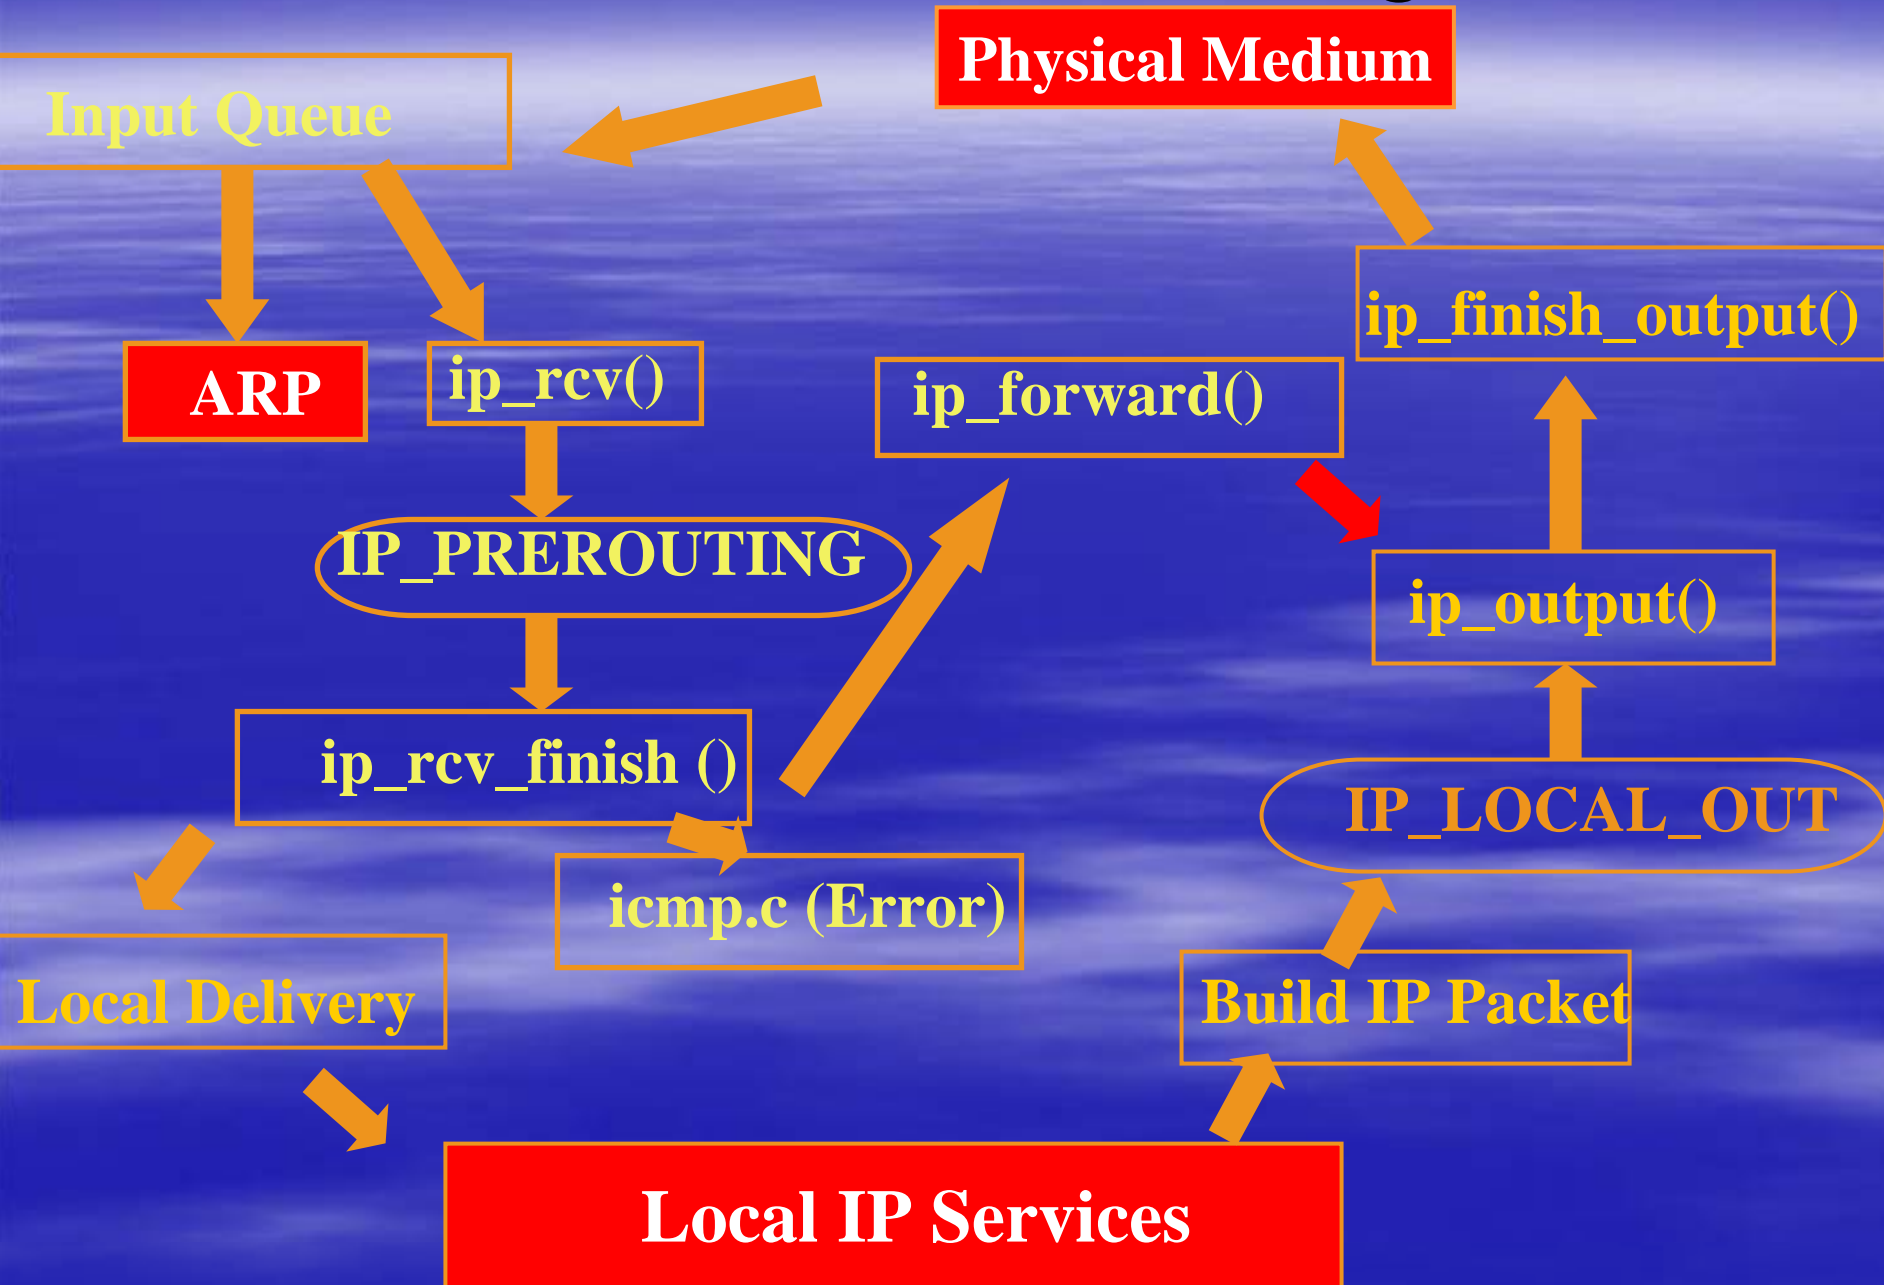 Physical Medium
Input Queue
ip_finish_output()
ARP
ip_rcv()
ip_forward()
IP_PREROUTING
ip_output()
ip_rcv_finish ()
IP_LOCAL_OUT
icmp.c (Error)
Local Delivery
Build IP Packet
Local IP Services